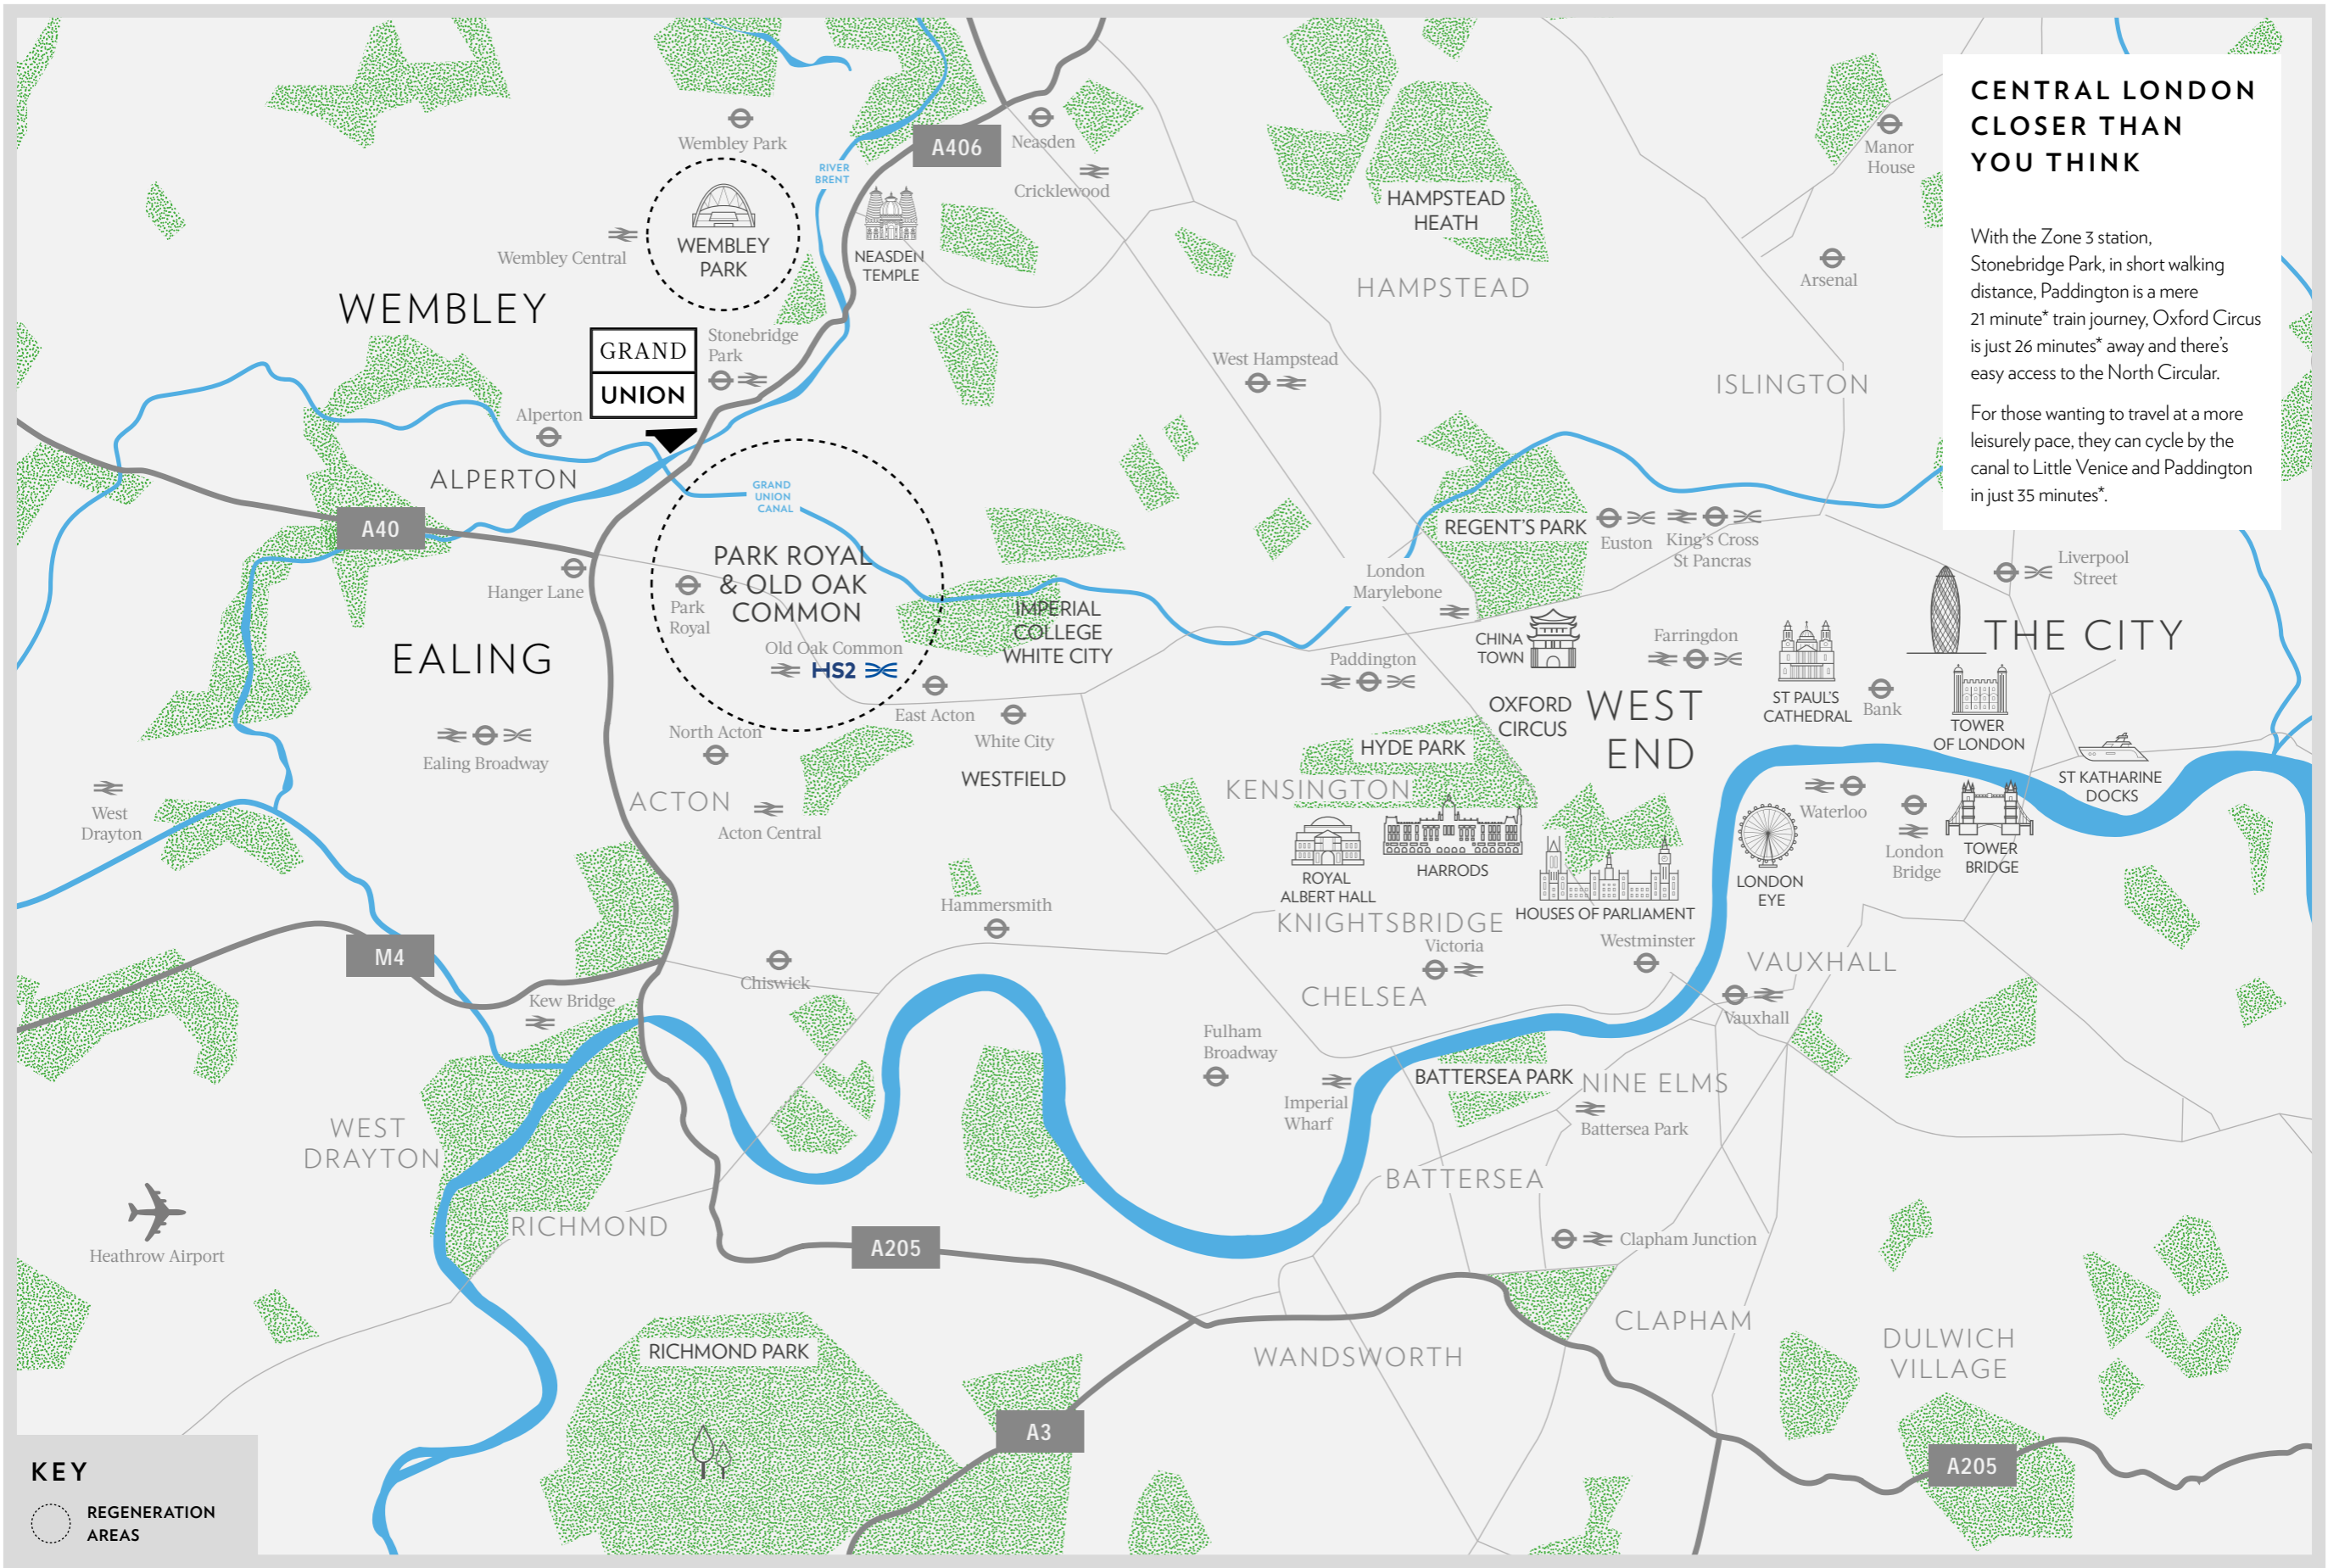 CENTRAL LONDON
CLOSER THAN
YOU THINK
With the Zone 3 station,
Stonebridge Park, in short walking
distance, Paddington is a mere
21 minute* train journey, Oxford Circus
is just 26 minutes* away and there's
easy access to the North Circular.
For those wanting to travel at a more
leisurely pace, they can cycle by the
canal to Little Venice and Paddington
in just 35 minutes*.
Wembley Park
A406
Neasden
Cricklewood
RIVER
BRENT
WEMBLEY
PARK
NEASDEN
TEMPLE
Wembley Central
HAMPSTEAD
HEATH
HAMPSTEAD
Manor
House
Arsenal
WEMBLEY
GRAND
UNION
Stonebridge
Park
West Hampstead
ISLINGTON
Alperton
ALPERTON
GRAND
UNION
CANAL
A40
Hanger Lane
PARK ROYAL
& OLD OAK
COMMON
Park
Royal
Old Oak Common
HS2
IMPERIAL
COLLEGE
WHITE CITY
REGENT'S PARK
Euston
King's Cross
St Pancras
London
Marylebone
Liverpool
Street
EALING
Ealing Broadway
East Acton
White City
North Acton
WESTFIELD
ACTON
Acton Central
Paddington
CHINA
TOWN
Farringdon
OXFORD
CIRCUS
WEST
END
ST PAUL'S
CATHEDRAL
Bank
THE CITY
TOWER
OF LONDON
ST KATHARINE
DOCKS
HYDE PARK
KENSINGTON
ROYAL
ALBERT HALL
HARRODS
HOUSES OF PARLIAMENT
LONDON
EYE
Waterloo
London
Bridge
TOWER
BRIDGE
West
Drayton
Hammersmith
KNIGHTSBRIDGE
Victoria
Westminster
VAUXHALL
Vauxhall
M4
Kew Bridge
Chiswick
CHELSEA
Fulham
Broadway
Imperial
Wharf
BATTERSEA PARK
NINE ELMS
Battersea Park
WEST
DRAYTON
Heathrow Airport
RICHMOND
A205
BATTERSEA
Clapham Junction
RICHMOND PARK
WANDSWORTH
CLAPHAM
DULWICH
VILLAGE
A3
A205
KEY
REGENERATION
AREAS